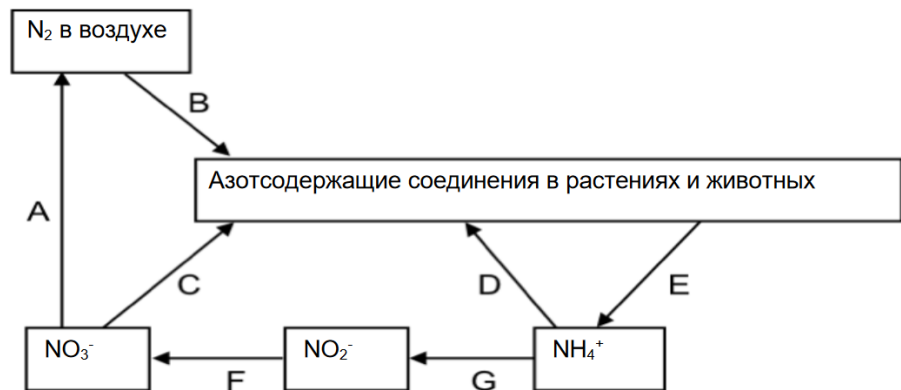 N₂ в воздухе
B
Азотсодержащие соединения в растениях и животных
A
C
D
E
NO₃⁻
NO₂⁻
NH₄⁺
F
G